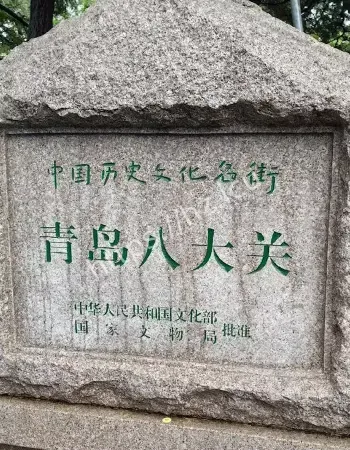 中国历史文化名街
青岛八大关
中华人民共和国文化部
国家文物局 批准